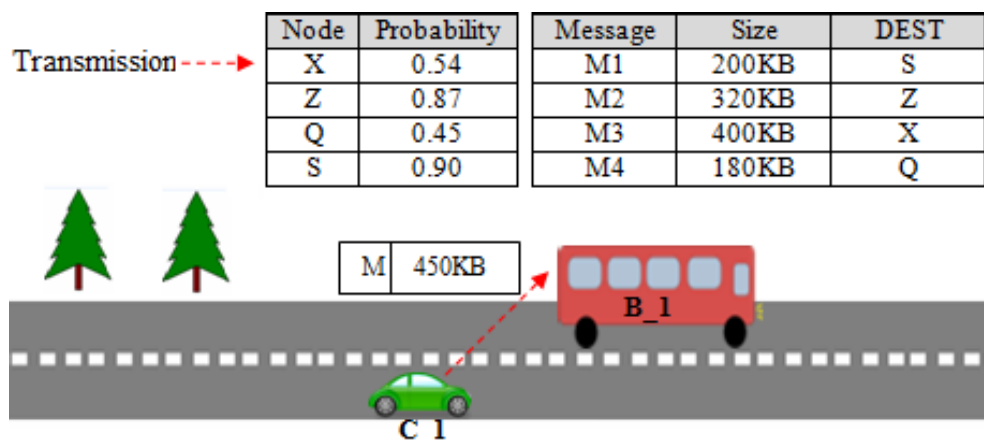 Node Probability Message Size DEST
Transmission X 0.54 M1 200KB S
Z 0.87 M2 320KB Z
Q 0.45 M3 400KB X
S 0.90 M4 180KB Q
M 450KB
B_1
C_1